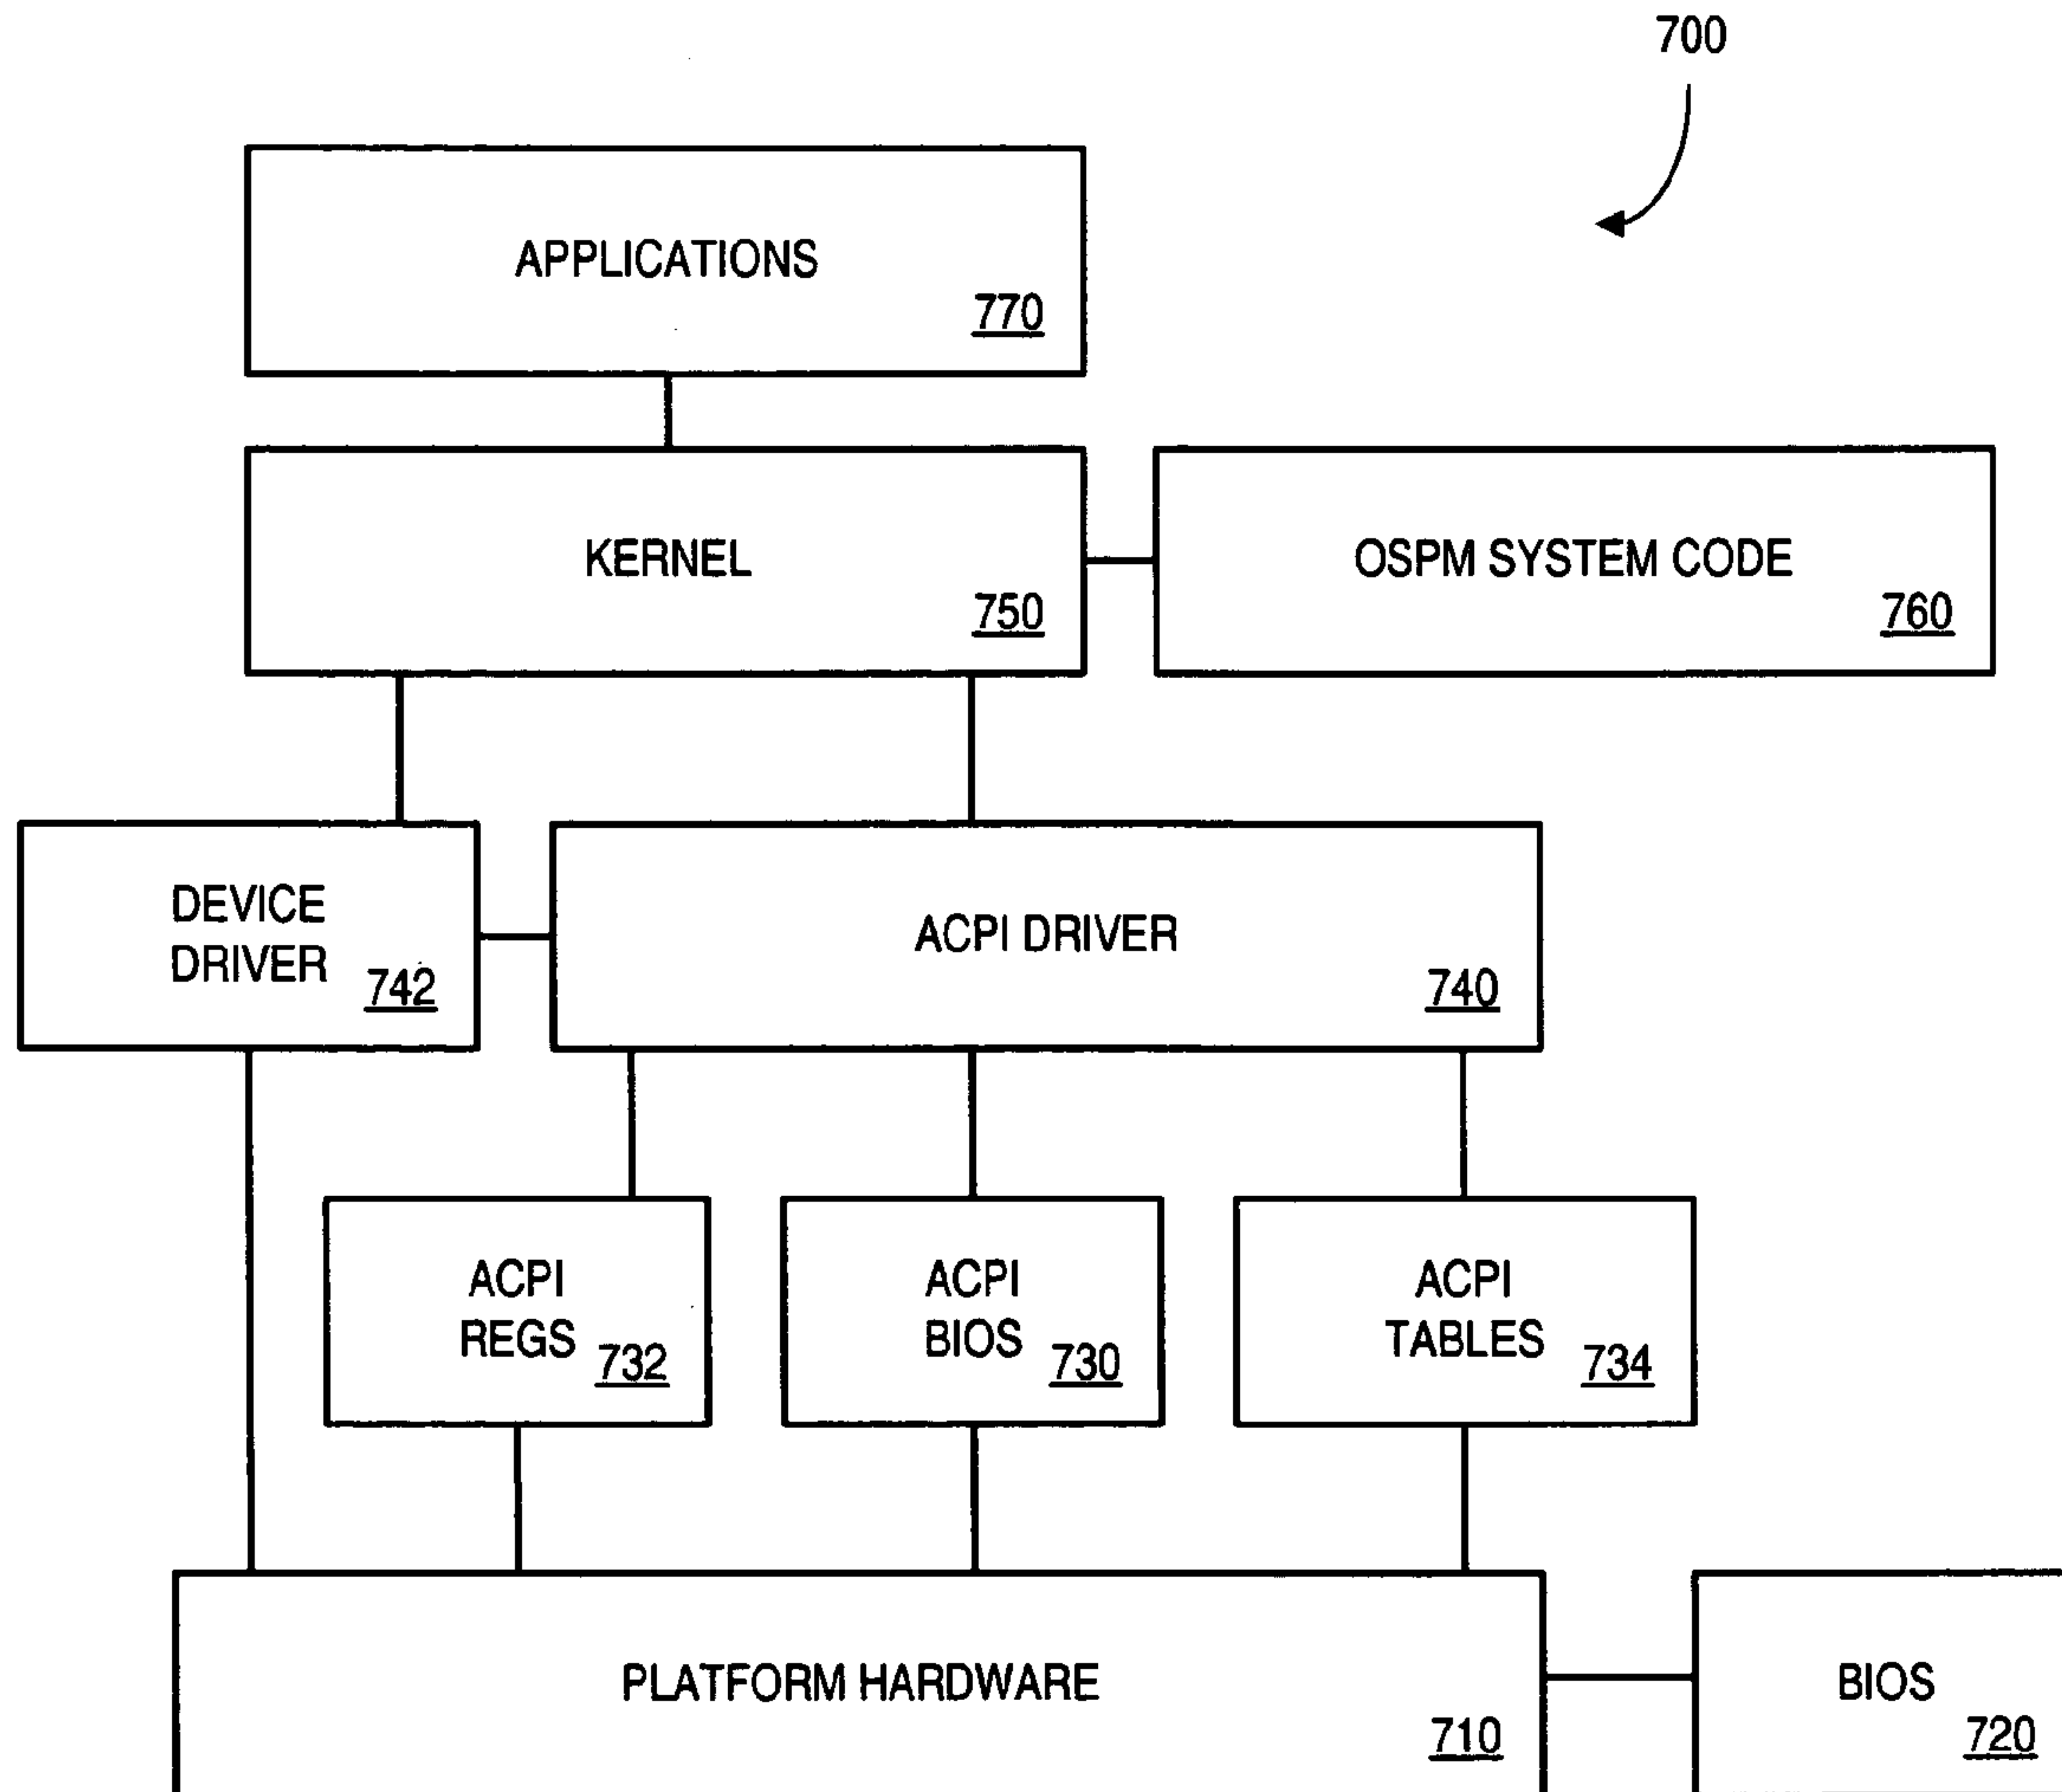 700
APPLICATIONS
770
KERNEL
750
OSPM SYSTEM CODE
760
DEVICE
DRIVER
742
ACPI DRIVER
740
ACPI
REGS
732
ACPI
BIOS
730
ACPI
TABLES
734
PLATFORM HARDWARE
710
BIOS
720